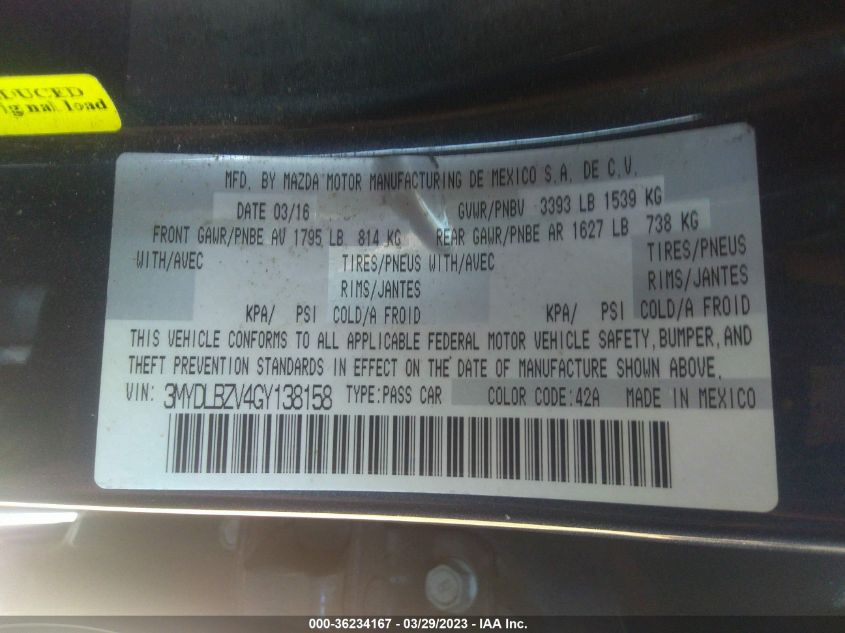 DUCED
ginal load
MFD. BY MAZDA MOTOR MANUFACTURING DE MEXICO S.A. DE C.V.
DATE 03/16 GVWR/PNBV 3393 LB 1539 KG
FRONT GAWR/PNBE AV 1795 LB 814 KG REAR GAWR/PNBE AR 1627 LB 738 KG
WITH/AVEC TIRES/PNEUS WITH/AVEC TIRES/PNEUS
RIMS/JANTES RIMS/JANTES
KPA/ PSI COLD/A FROID KPA/ PSI COLD/A FROID
THIS VEHICLE CONFORMS TO ALL APPLICABLE FEDERAL MOTOR VEHICLE SAFETY, BUMPER, AND
THEFT PREVENTION STANDARDS IN EFFECT ON THE DATE OF MANUFACTURE SHOWN ABOVE.
VIN: 3MYDLBZV4GY138158 TYPE:PASS CAR COLOR CODE:42A MADE IN MEXICO
000-36234167 — 03/29/2023 — IAA Inc.